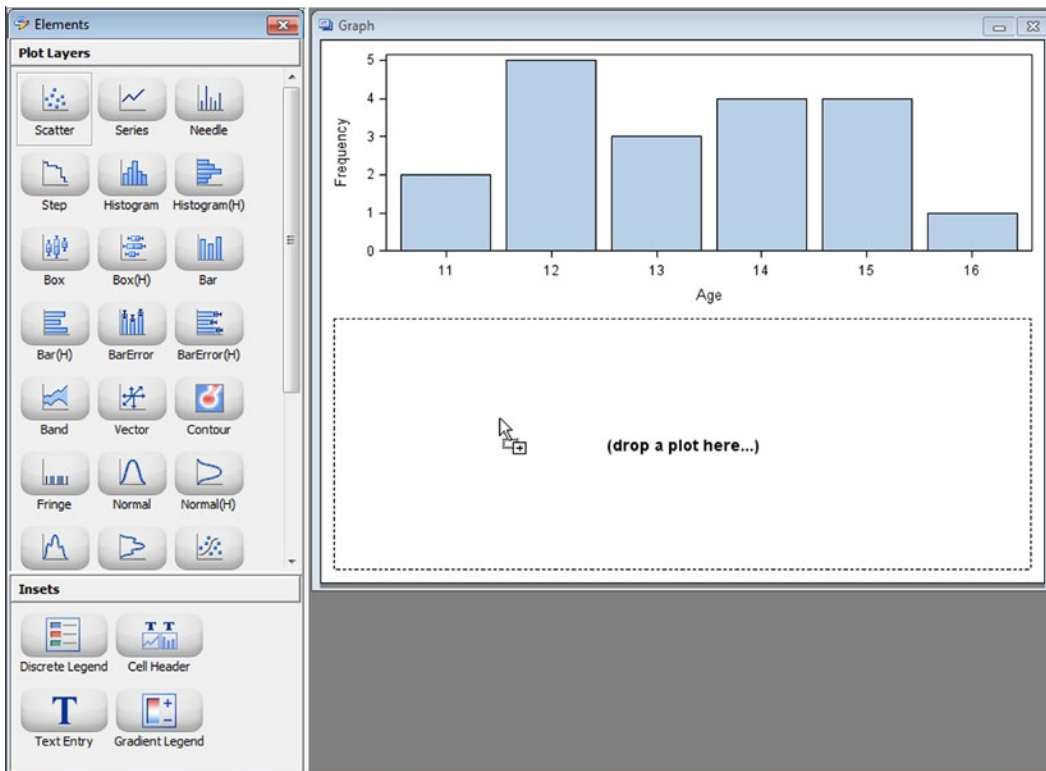 Elements
Plot Layers
Scatter
Series
Needle
Step
Histogram
Histogram(H)
Box
Box(H)
Bar
Bar(H)
BarError
BarError(H)
Band
Vector
Contour
Fringe
Normal
Normal(H)
Insets
Discrete Legend
T T
Cell Header
T
Text Entry
Gradient Legend
Graph
Frequency
5
4
3
2
1
0
11 12 13 14 15 16
Age
(drop a plot here...)